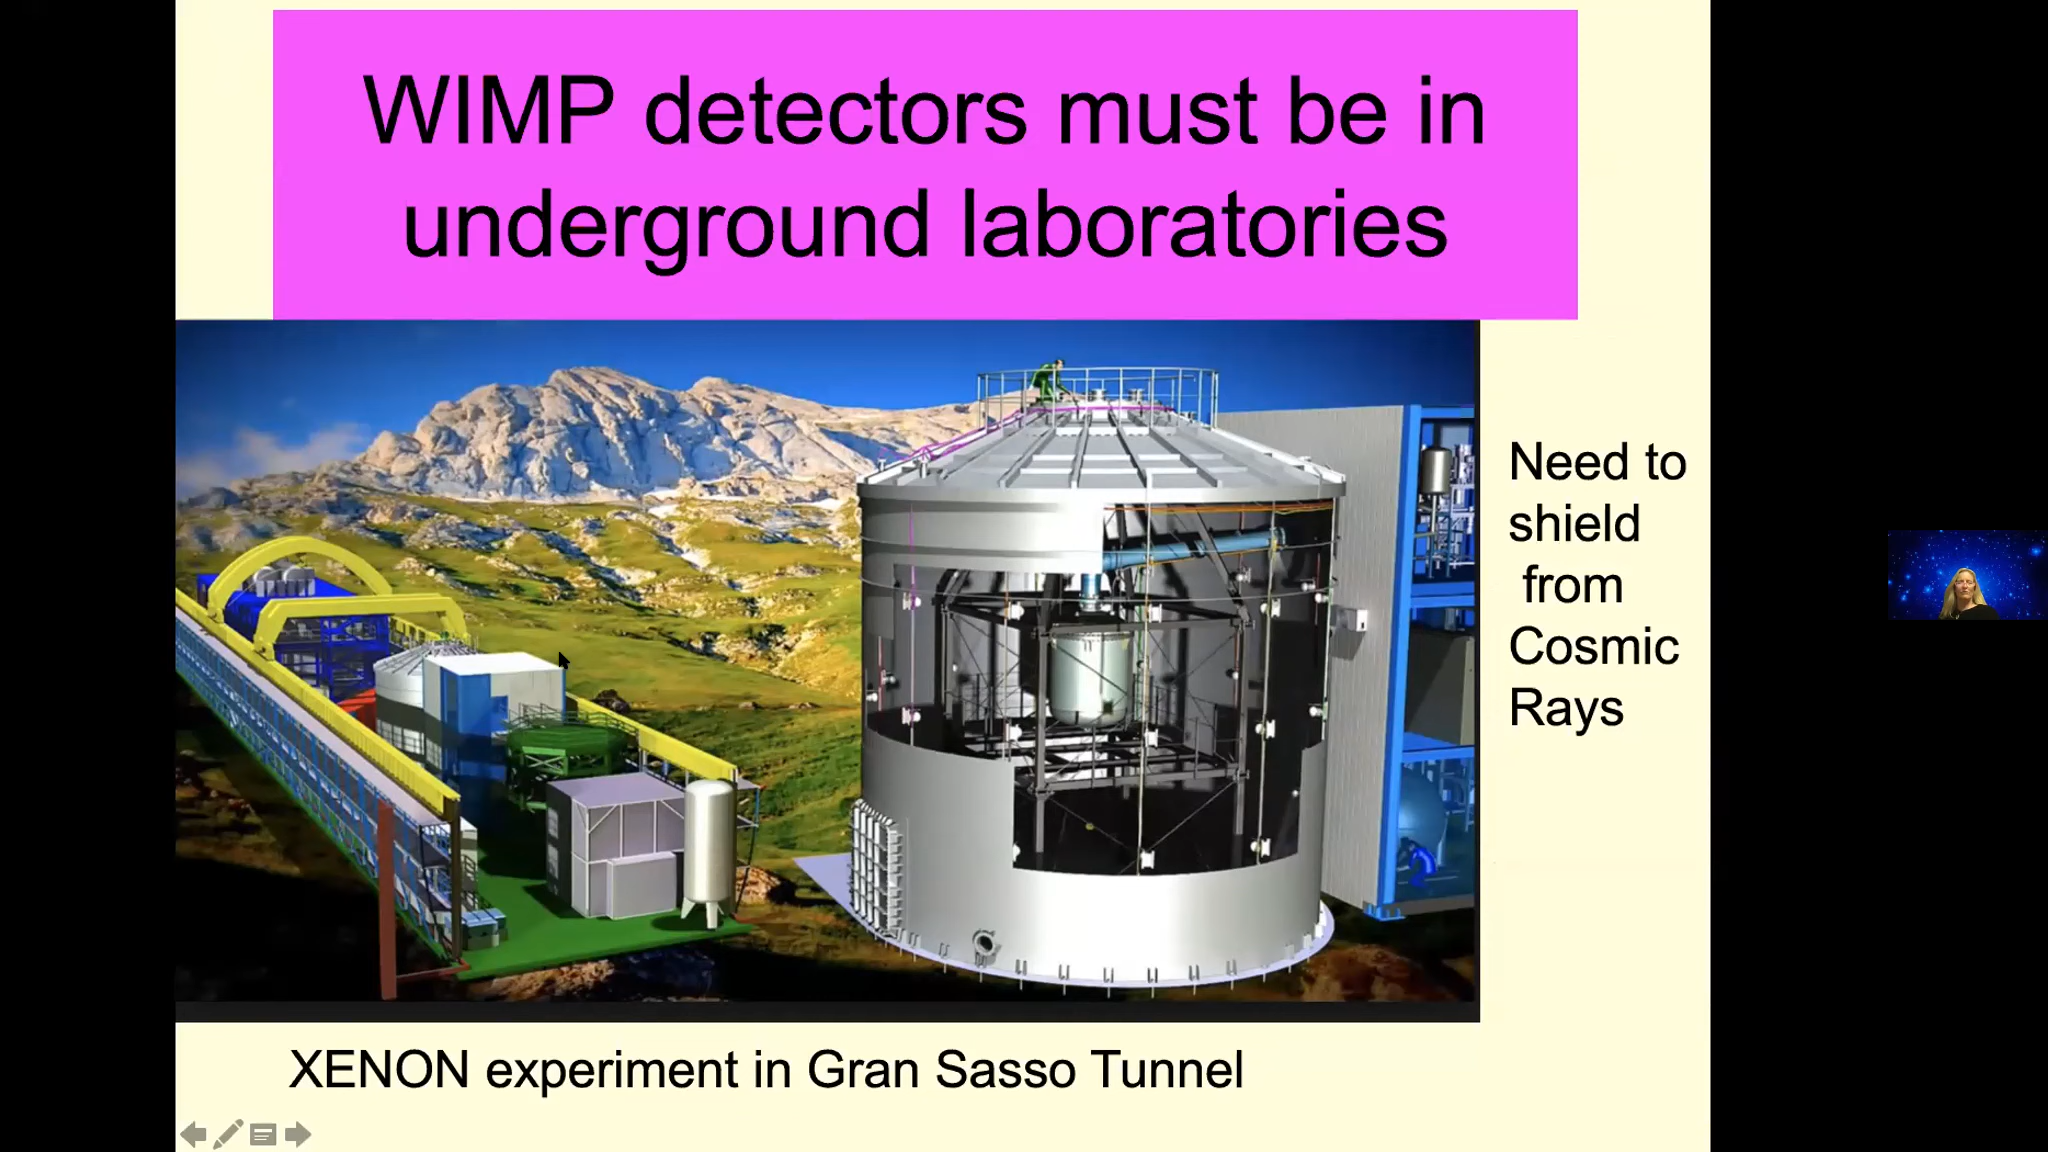 WIMP detectors must be in
underground laboratories
Need to
shield
from
Cosmic
Rays
XENON experiment in Gran Sasso Tunnel